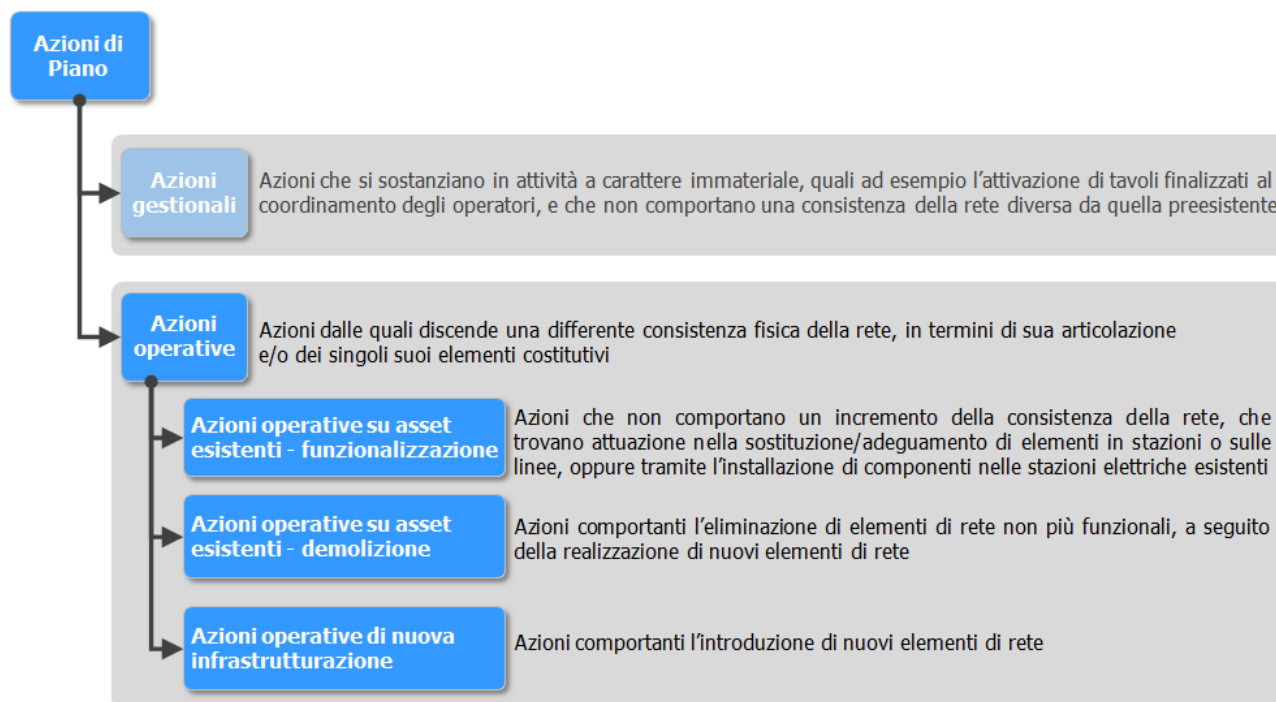 Azioni di
Piano
Azioni
gestionali
Azioni che si sostanziano in attività a carattere immateriale, quali ad esempio l'attivazione di tavoli finalizzati al
coordinamento degli operatori, e che non comportano una consistenza della rete diversa da quella preesistente
Azioni
operative
Azioni dalle quali discende una differente consistenza fisica della rete, in termini di sua articolazione
e/o dei singoli suoi elementi costitutivi
Azioni operative su asset
esistenti - funzionalizzazione
Azioni che non comportano un incremento della consistenza della rete, che
trovano attuazione nella sostituzione/adeguamento di elementi in stazioni o sulle
linee, oppure tramite l'installazione di componenti nelle stazioni elettriche esistenti
Azioni operative su asset
esistenti - demolizione
Azioni comportanti l'eliminazione di elementi di rete non più funzionali, a seguito
della realizzazione di nuovi elementi di rete
Azioni operative di nuova
infrastrutturazione
Azioni comportanti l'introduzione di nuovi elementi di rete